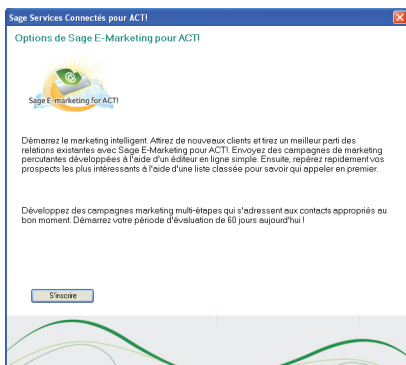 Sage Services Connectés pour ACT!
Options de Sage E-Marketing pour ACT!
Sage E-marketing for ACT!
Démarrez le marketing intelligent. Attirez de nouveaux clients et tirez un meilleur parti des
relations existantes avec Sage E-Marketing pour ACT!. Envoyez des campagnes de marketing
percutantes développées à l'aide d'un éditeur en ligne simple. Ensuite, repérez rapidement vos
prospects les plus intéressants à l'aide d'une liste classée pour savoir qui appeler en premier.
Développez des campagnes marketing multi-étapes qui s'adressent aux contacts appropriés au
bon moment. Démarrez votre période d'évaluation de 60 jours aujourd'hui !
S'inscrire